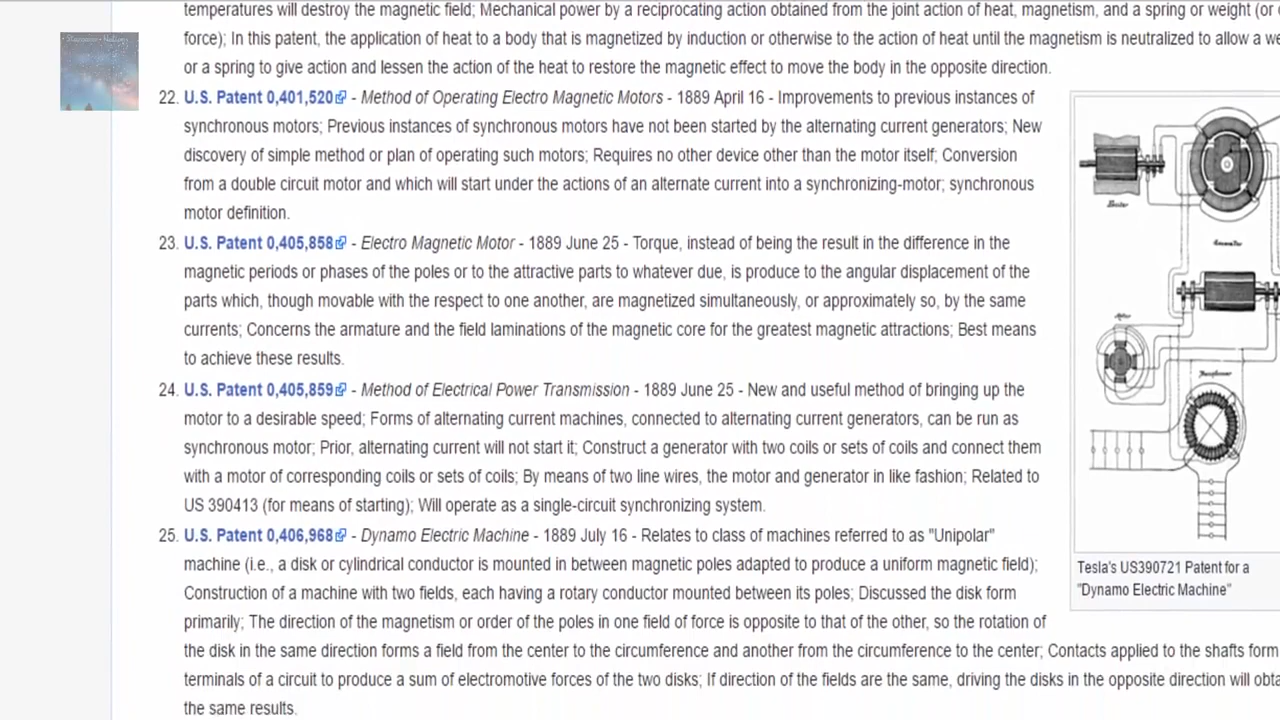 temperatures will destroy the magnetic field; Mechanical power by a reciprocating action obtained from the joint action of heat, magnetism, and a spring or weight (or
force); In this patent, the application of heat to a body that is magnetized by induction or otherwise to the action of heat until the magnetism is neutralized to allow a
or a spring to give action and lessen the action of the heat to restore the magnetic effect to move the body in the opposite direction.
22. U.S. Patent 0,401,520 - Method of Operating Electro Magnetic Motors - 1889 April 16 - Improvements to previous instances of
synchronous motors; Previous instances of synchronous motors have not been started by the alternating current generators; New
discovery of simple method or plan of operating such motors; Requires no other device other than the motor itself; Conversion
from a double circuit motor and which will start under the actions of an alternate current into a synchronizing-motor; synchronous
motor definition.
23. U.S. Patent 0,405,858 - Electro Magnetic Motor - 1889 June 25 - Torque, instead of being the result in the difference in the
magnetic periods or phases of the poles or to the attractive parts to whatever due, is produce to the angular displacement of the
parts which, though movable with the respect to one another, are magnetized simultaneously, or approximately so, by the same
currents; Concerns the armature and the field laminations of the magnetic core for the greatest magnetic attractions; Best means
to achieve these results.
24. U.S. Patent 0,405,859 - Method of Electrical Power Transmission - 1889 June 25 - New and useful method of bringing up the
motor to a desirable speed; Forms of alternating current machines, connected to alternating current generators, can be run as
synchronous motor; Prior, alternating current will not start it; Construct a generator with two coils or sets of coils and connect them
with a motor of corresponding coils or sets of coils; By means of two line wires, the motor and generator in like fashion; Related to
US 390413 (for means of starting); Will operate as a single-circuit synchronizing system.
25. U.S. Patent 0,406,968 - Dynamo Electric Machine - 1889 July 16 - Relates to class of machines referred to as "Unipolar"
machine (i.e., a disk or cylindrical conductor is mounted in between magnetic poles adapted to produce a uniform magnetic field);
Construction of a machine with two fields, each having a rotary conductor mounted between its poles; Discussed the disk form
primarily; The direction of the magnetism or order of the poles in one field of force is opposite to that of the other, so the rotation of
the disk in the same direction forms a field from the center to the circumference and another from the circumference to the center; Contacts applied to the shafts form
terminals of a circuit to produce a sum of electromotive forces of the two disks; If direction of the fields are the same, driving the disks in the opposite direction will
the same results.
Tesla's US390721 Patent for a
"Dynamo Electric Machine"